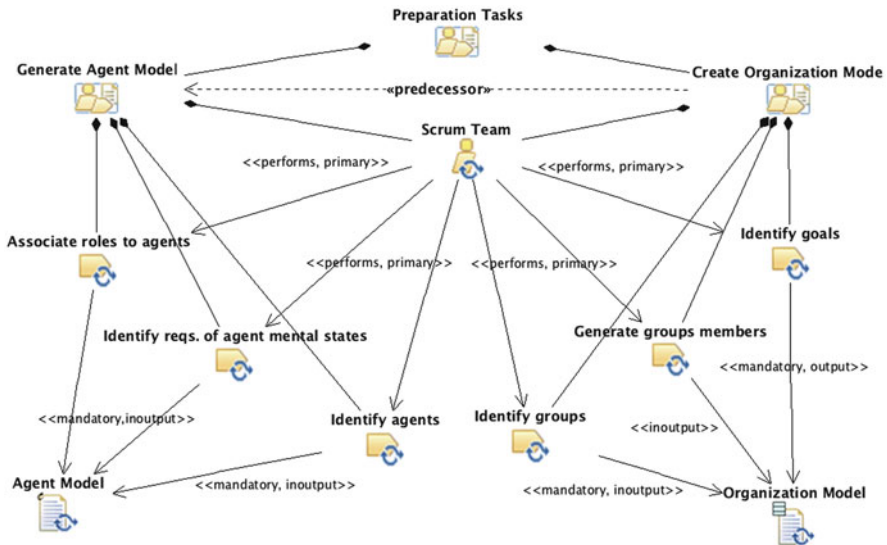 Preparation Tasks
Generate Agent Model
Create Organization Mode
«predecessor»
Scrum Team
<<performs, primary>>
<<performs, primary>>
Associate roles to agents
Identify goals
<<performs, primary>>
<<performs, primary>>
Identify reqs. of agent mental states
Generate groups members
<<mandatory, output>>
<<mandatory,inoutput>>
Identify agents
Identify groups
<<inoutput>>
Agent Model
<<mandatory, inoutput>>
<<mandatory, inoutput>>
Organization Model